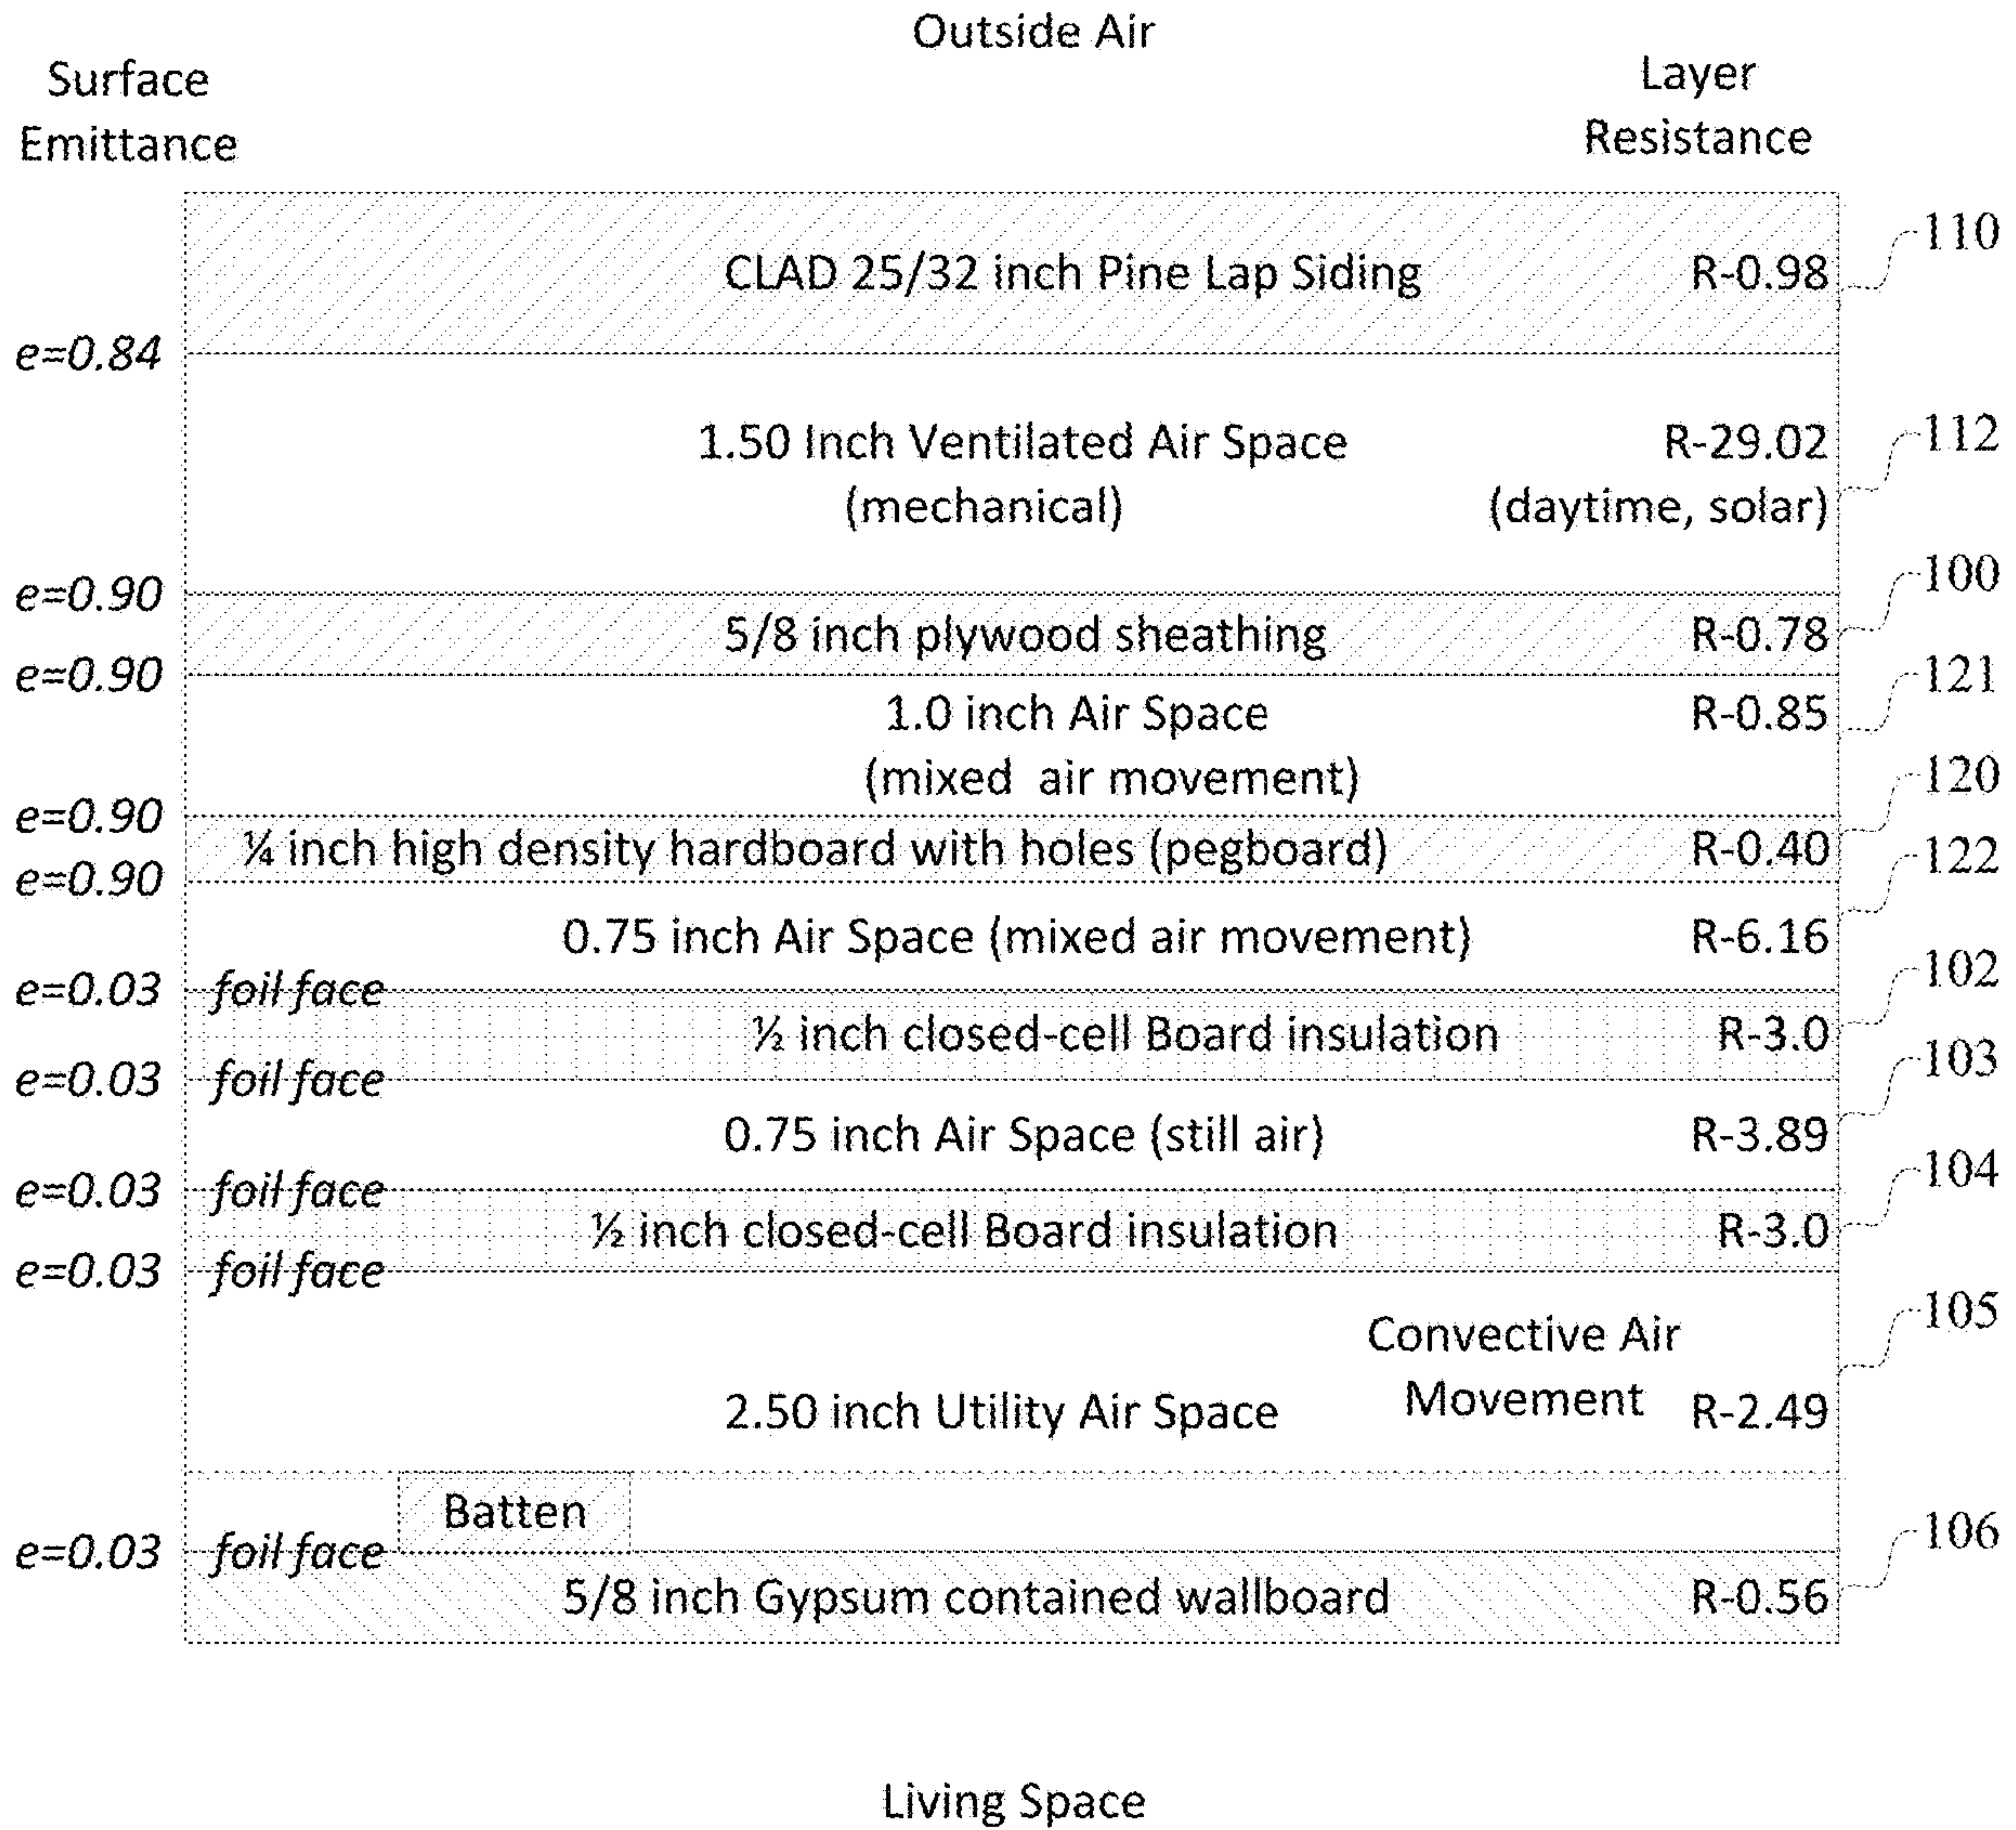 Outside Air
Surface
Emittance
Layer
Resistance
110
CLAD 25/32 inch Pine Lap Siding R-0.98
e=0.84
1.50 Inch Ventilated Air Space R-29.02 112
(mechanical) (daytime, solar)
100
e=0.90
5/8 inch plywood sheathing R-0.78
e=0.90 121
1.0 inch Air Space R-0.85
(mixed air movement) 120
e=0.90
¼ inch high density hardboard with holes (pegboard) R-0.40
122
e=0.90
0.75 inch Air Space (mixed air movement) R-6.16
102
e=0.03 foil face
½ inch closed-cell Board insulation R-3.0
103
e=0.03 foil face
0.75 inch Air Space (still air) R-3.89
104
e=0.03 foil face
½ inch closed-cell Board insulation R-3.0
e=0.03 foil face
105
Convective Air
Movement
2.50 inch Utility Air Space R-2.49
Batten
106
e=0.03 foil face
5/8 inch Gypsum contained wallboard R-0.56
Living Space